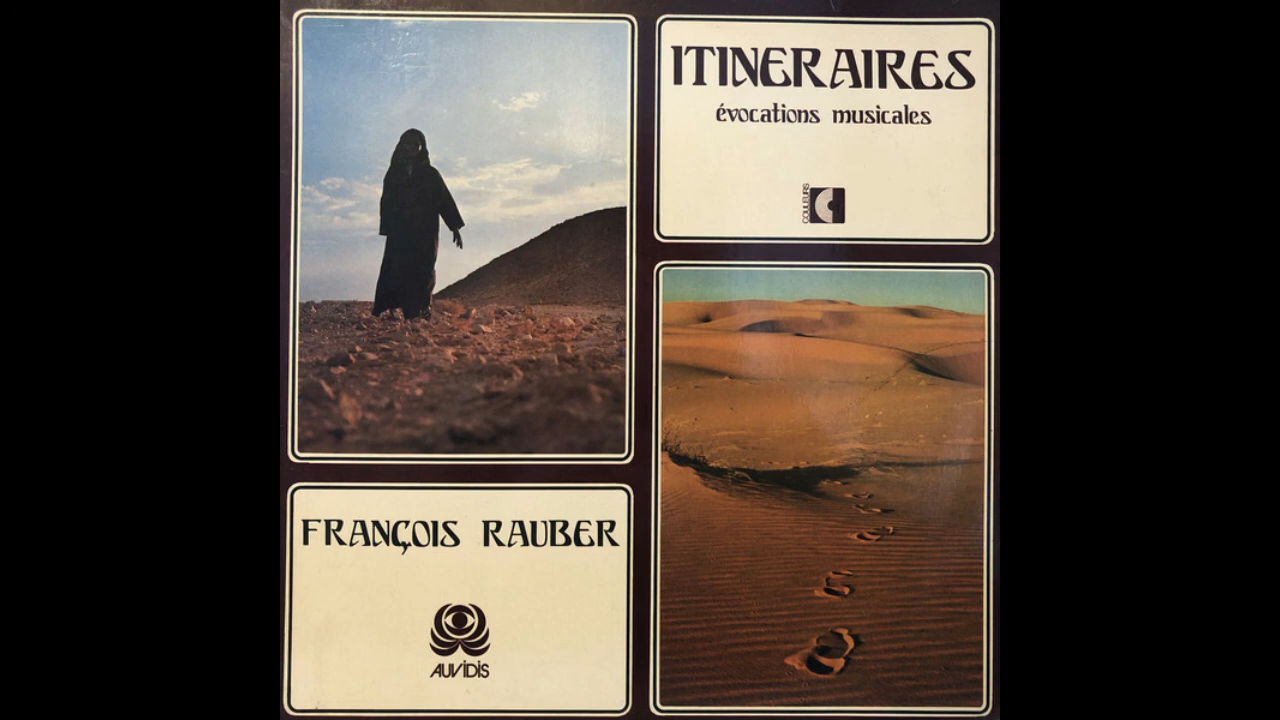 ITINERAIRES
évocations musicales
COULEURS
FRANÇOIS RAUBER
AUVIDIS